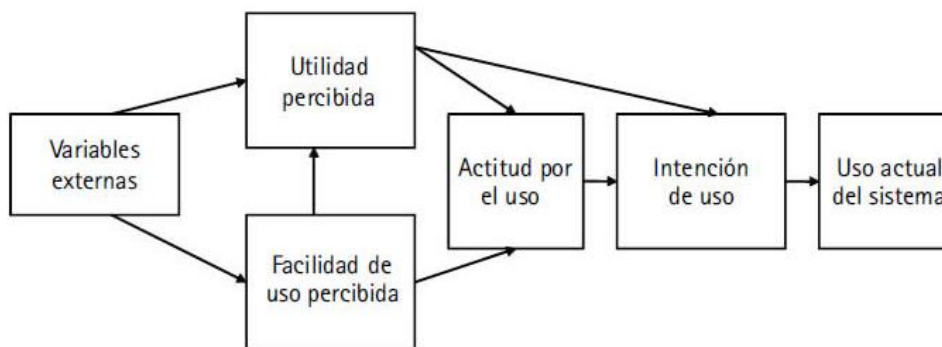 Utilidad
percibida
Variables
externas
Actitud por
el uso
Intención
de uso
Uso actual
del sistema
Facilidad de
uso percibida